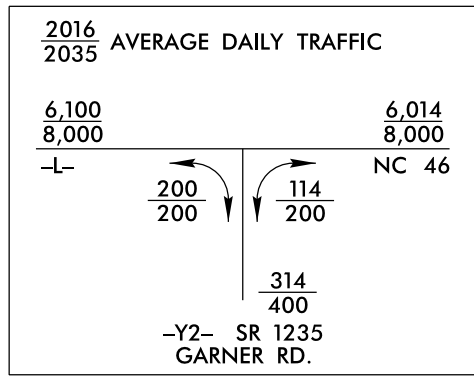 2016
2035 AVERAGE DAILY TRAFFIC
6,100
8,000
6,014
8,000
–L–
NC 46
200
200
114
200
314
400
–Y2– SR 1235
GARNER RD.